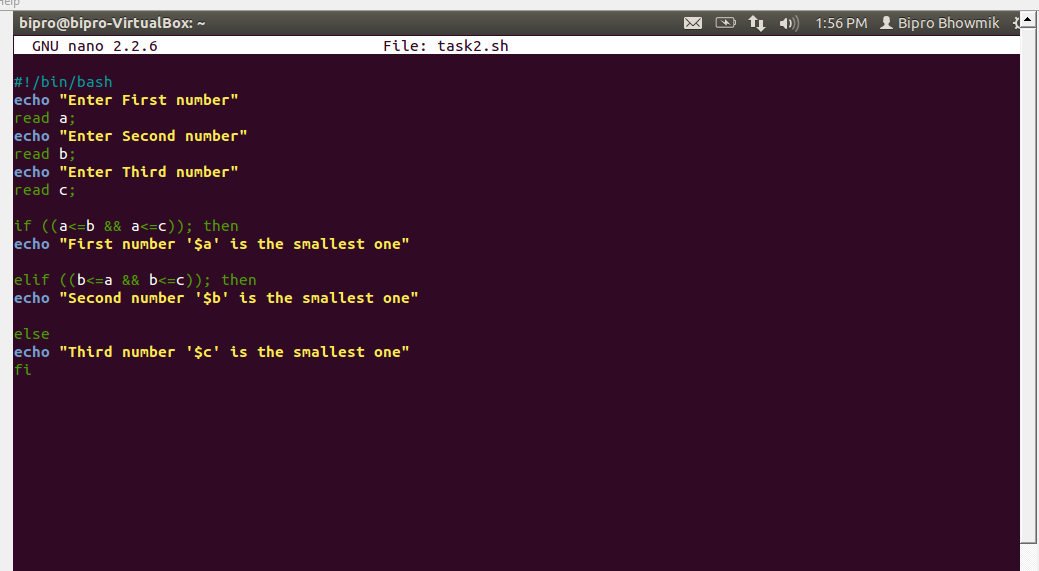 Help
bipro@bipro-VirtualBox: ~ 1:56 PM Bipro Bhowmik
GNU nano 2.2.6 File: task2.sh
#!/bin/bash
echo "Enter First number"
read a;
echo "Enter Second number"
read b;
echo "Enter Third number"
read c;
if ((a<=b && a<=c)); then
echo "First number '$a' is the smallest one"
elif ((b<=a && b<=c)); then
echo "Second number '$b' is the smallest one"
else
echo "Third number '$c' is the smallest one"
fi